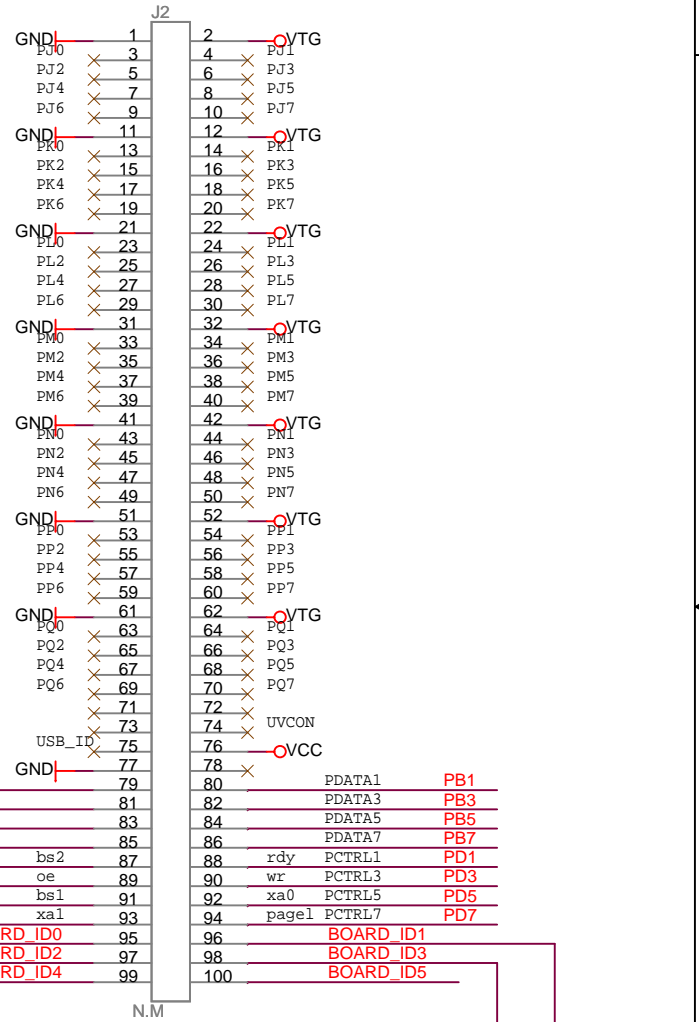 J2
GND 1 2 VTG
PJ0 3 4 PJ1
PJ2 5 6 PJ3
PJ4 7 8 PJ5
PJ6 9 10 PJ7
GND 11 12 VTG
PK0 13 14 PK1
PK2 15 16 PK3
PK4 17 18 PK5
PK6 19 20 PK7
GND 21 22 VTG
PL0 23 24 PL1
PL2 25 26 PL3
PL4 27 28 PL5
PL6 29 30 PL7
GND 31 32 VTG
PM0 33 34 PM1
PM2 35 36 PM3
PM4 37 38 PM5
PM6 39 40 PM7
GND 41 42 VTG
PN0 43 44 PN1
PN2 45 46 PN3
PN4 47 48 PN5
PN6 49 50 PN7
GND 51 52 VTG
PP0 53 54 PP1
PP2 55 56 PP3
PP4 57 58 PP5
PP6 59 60 PP7
GND 61 62 VTG
PQ0 63 64 PQ1
PQ2 65 66 PQ3
PQ4 67 68 PQ5
PQ6 69 70 PQ7
71 72
73 74 UVCON
USB_ID 75 76 VCC
GND 77 78
79 80 PDATA1 PB1
81 82 PDATA3 PB3
83 84 PDATA5 PB5
85 86 PDATA7 PB7
bs2 87 88 rdy PCTRL1 PD1
oe 89 90 wr PCTRL3 PD3
bs1 91 92 xa0 PCTRL5 PD5
xa1 93 94 pagel PCTRL7 PD7
RD_ID0 95 96 BOARD_ID1
RD_ID2 97 98 BOARD_ID3
RD_ID4 99 100 BOARD_ID5
N.M